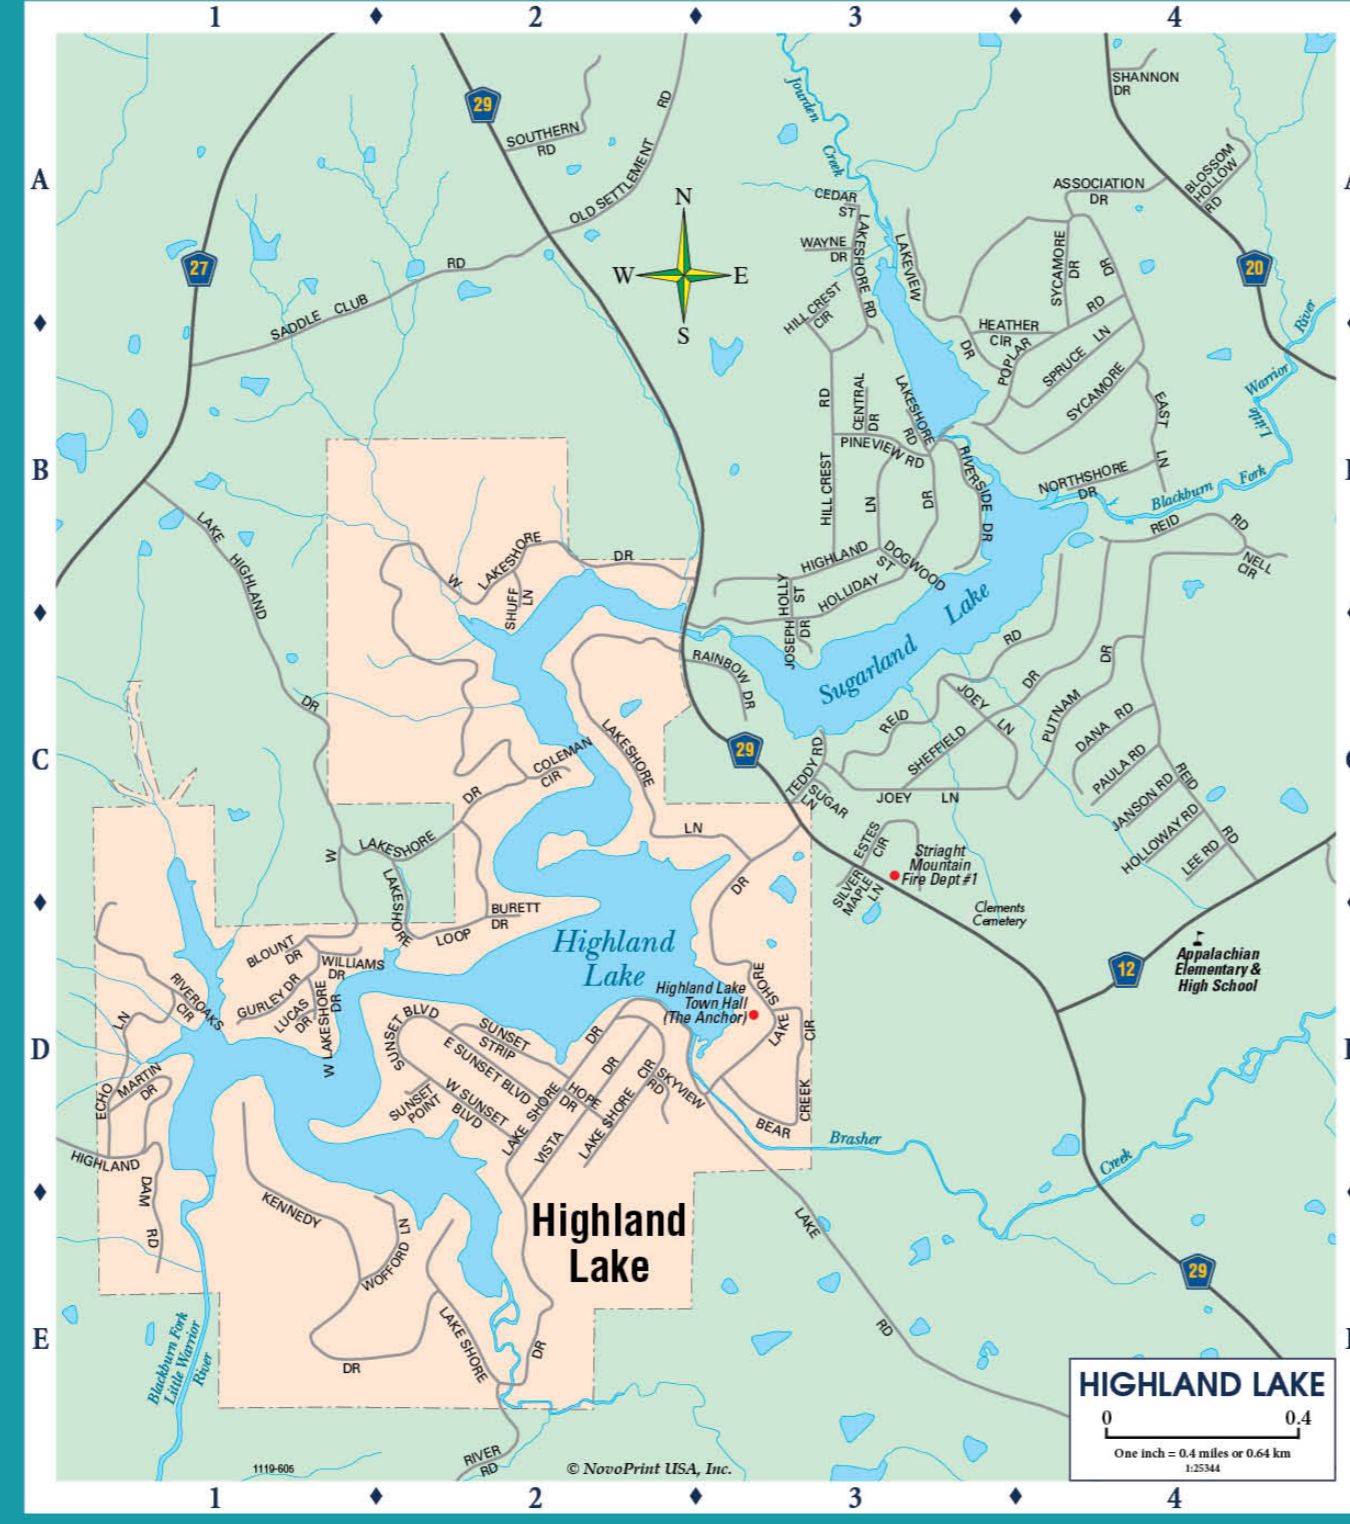 1
2
3
4
29
SHANNON
DR
Jourden
Creek
SOUTHERN
RD
RD
OLD SETTLEMENT
A
ASSOCIATION
DR
BLOSSOM
HOLLOW
RD
CEDAR
ST
N
W
E
S
WAYNE
DR
LAKESHORE
RD
LAKEVIEW
DR
SYCAMORE
DR
DR
27
20
RD
SADDLE CLUB
HILL CREST
CIR
River
Warrior
Little
HEATHER
CIR
POPLAR
RD
SPRUCE LN
SYCAMORE
EAST
LN
RD
CENTRAL
DR
LAKESHORE
RD
PINEVIEW RD
B
HILL CREST
LN
DR
RIVERSIDE DR
NORTHSHORE
DR
Blackburn
Fork
REID
RD
NELL
CIR
LAKE
HIGHLAND
DR
W
LAKESHORE
DR
SHUFF
LN
HIGHLAND
ST
DOGWOOD
HOLLIDAY
HOLLY
ST
JOSEPH
DR
Sugarland
Lake
RAINBOW DR
RD
DR
DR
PUTNAM
JOEY
LN
REID
SHEFFIELD
DANA RD
C
COLEMAN
CIR
DR
LAKESHORE
LN
29
TEDDY RD
SUGAR
LN
JOEY
LN
PAULA RD
REID
RD
JANSON RD
HOLLOWAY RD
LEE RD
W
LAKESHORE
LAKESHORE
LOOP
BURETT
DR
DR
ESTES
CIR
SILVER
MAPLE
LN
Striaght
Mountain
Fire Dept #1
Clements
Cemetery
Highland
Lake
BLOUNT
DR
WILLIAMS
DR
RIVEROAKS
CIR
GURLEY DR
LUCAS
DR
W LAKESHORE
DR
12
Appalachian
Elementary &
High School
Highland Lake
Town Hall
(The Anchor)
SHORE
LAKE
CIR
D
LN
ECHO
MARTIN
DR
SUNSET
BLVD
SUNSET
STRIP
E SUNSET BLVD
W SUNSET
BLVD
SUNSET
POINT
DR
LAKE SHORE
HOPE
DR
DR
VISTA
CIR
LAKE SHORE
SKYVIEW
RD
BEAR
CREEK
Brasher
Creek
HIGHLAND
DAM
RD
KENNEDY
LN
WOFFORD
Highland
Lake
LAKE
RD
29
E
Blackburn Fork
Little Warrior
River
DR
LAKE SHORE
DR
RIVER
RD
HIGHLAND LAKE
0
0.4
One inch = 0.4 miles or 0.64 km
1:25344
1119-605
© NovoPrint USA, Inc.
1
2
3
4